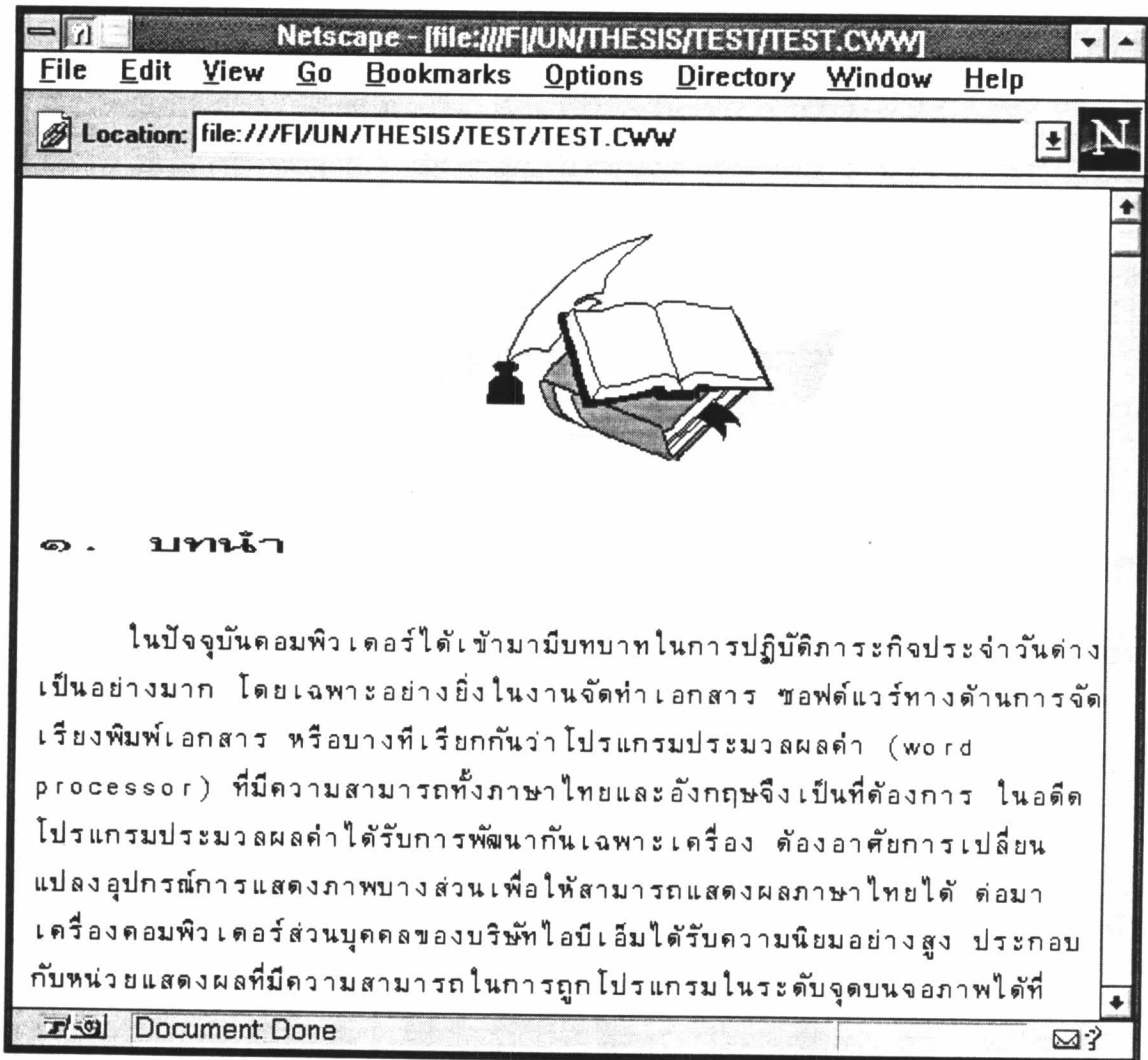 Netscape - [file:///F|/UN/THESIS/TEST/TEST.CWW]
File Edit View Go Bookmarks Options Directory Window Help
Location: file:///F|/UN/THESIS/TEST/TEST.CWW
N
๑. บทนำ
ในปัจจุบันคอมพิวเตอร์ได้เข้ามามีบทบาทในการปฎิบัติภาระกิจประจำวันต่าง
เป็นอย่างมาก โดยเฉพาะอย่างยิ่งในงานจัดทำเอกสาร ซอฟต์แวร์ทางด้านการจัด
เรียงพิมพ์เอกสาร หรือบางทีเรียกกันว่าโปรแกรมประมวลผลคำ (word
processor) ที่มีความสามารถทั้งภาษาไทยและอังกฤษจึงเป็นที่ต้องการ ในอดีต
โปรแกรมประมวลผลคำได้รับการพัฒนากันเฉพาะเครื่อง ต้องอาศัยการเปลี่ยน
แปลงอุปกรณ์การแสดงภาพบางส่วนเพื่อให้สามารถแสดงผลภาษาไทยได้ ต่อมา
เครื่องคอมพิวเตอร์ส่วนบุคคลของบริษัทไอบีเอ็มได้รับความนิยมอย่างสูง ประกอบ
กับหน่วยแสดงผลที่มีความสามารถในการถูกโปรแกรมในระดับจุดบนจอภาพได้ที่
Document: Done